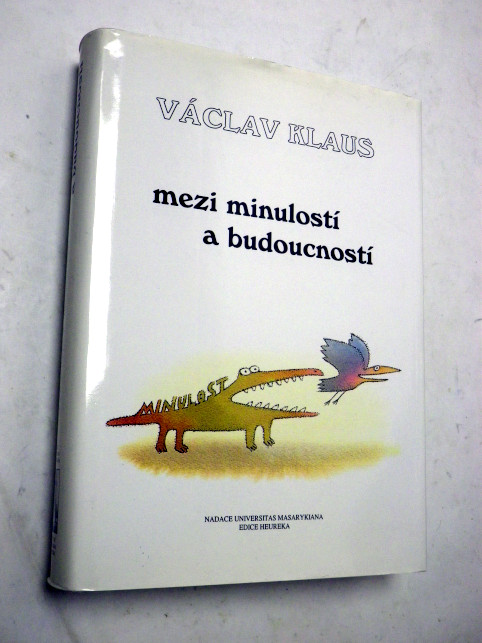 VÁCLAV KLAUS
mezi minulostí
a budoucností
MINULOST
NADACE UNIVERSITAS MASARYKIANA
EDICE HEUREKA